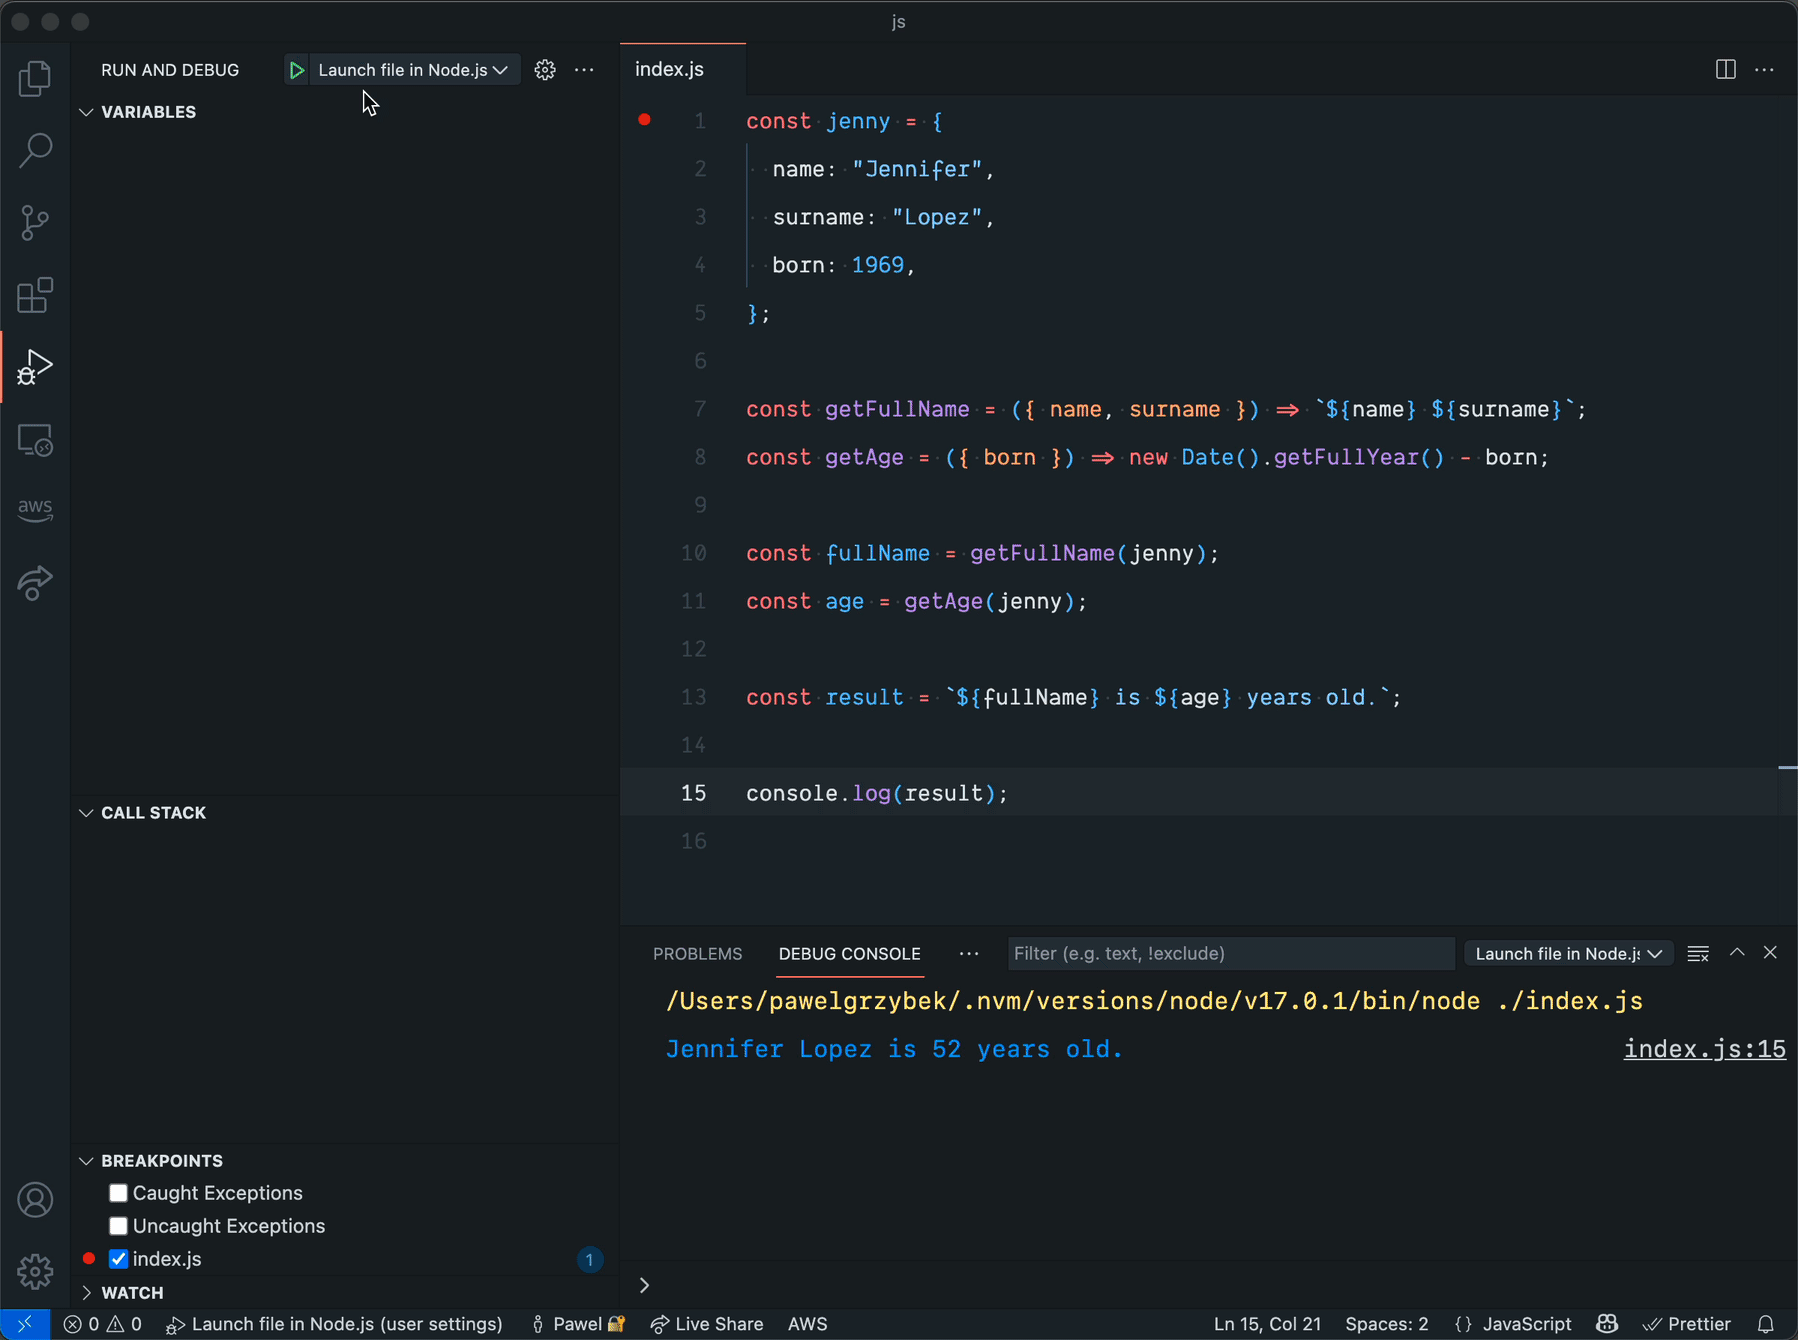 js
RUN AND DEBUG
Launch file in Node.js
VARIABLES
aws
CALL STACK
BREAKPOINTS
Caught Exceptions
Uncaught Exceptions
index.js
1
WATCH
index.js
1 const jenny = {
2 name: "Jennifer",
3 surname: "Lopez",
4 born: 1969,
5 };
6
7 const getFullName = ({ name, surname }) => `${name} ${surname}`;
8 const getAge = ({ born }) => new Date().getFullYear() - born;
9
10 const fullName = getFullName(jenny);
11 const age = getAge(jenny);
12
13 const result = `${fullName} is ${age} years old.`;
14
15 console.log(result);
16
PROBLEMS DEBUG CONSOLE ··· Filter (e.g. text, !exclude) Launch file in Node.js
/Users/pawelgrzybek/.nvm/versions/node/v17.0.1/bin/node ./index.js
Jennifer Lopez is 52 years old. index.js:15
0 0 Launch file in Node.js (user settings) Pawel 🔐 Live Share AWS Ln 15, Col 21 Spaces: 2 {} JavaScript Prettier